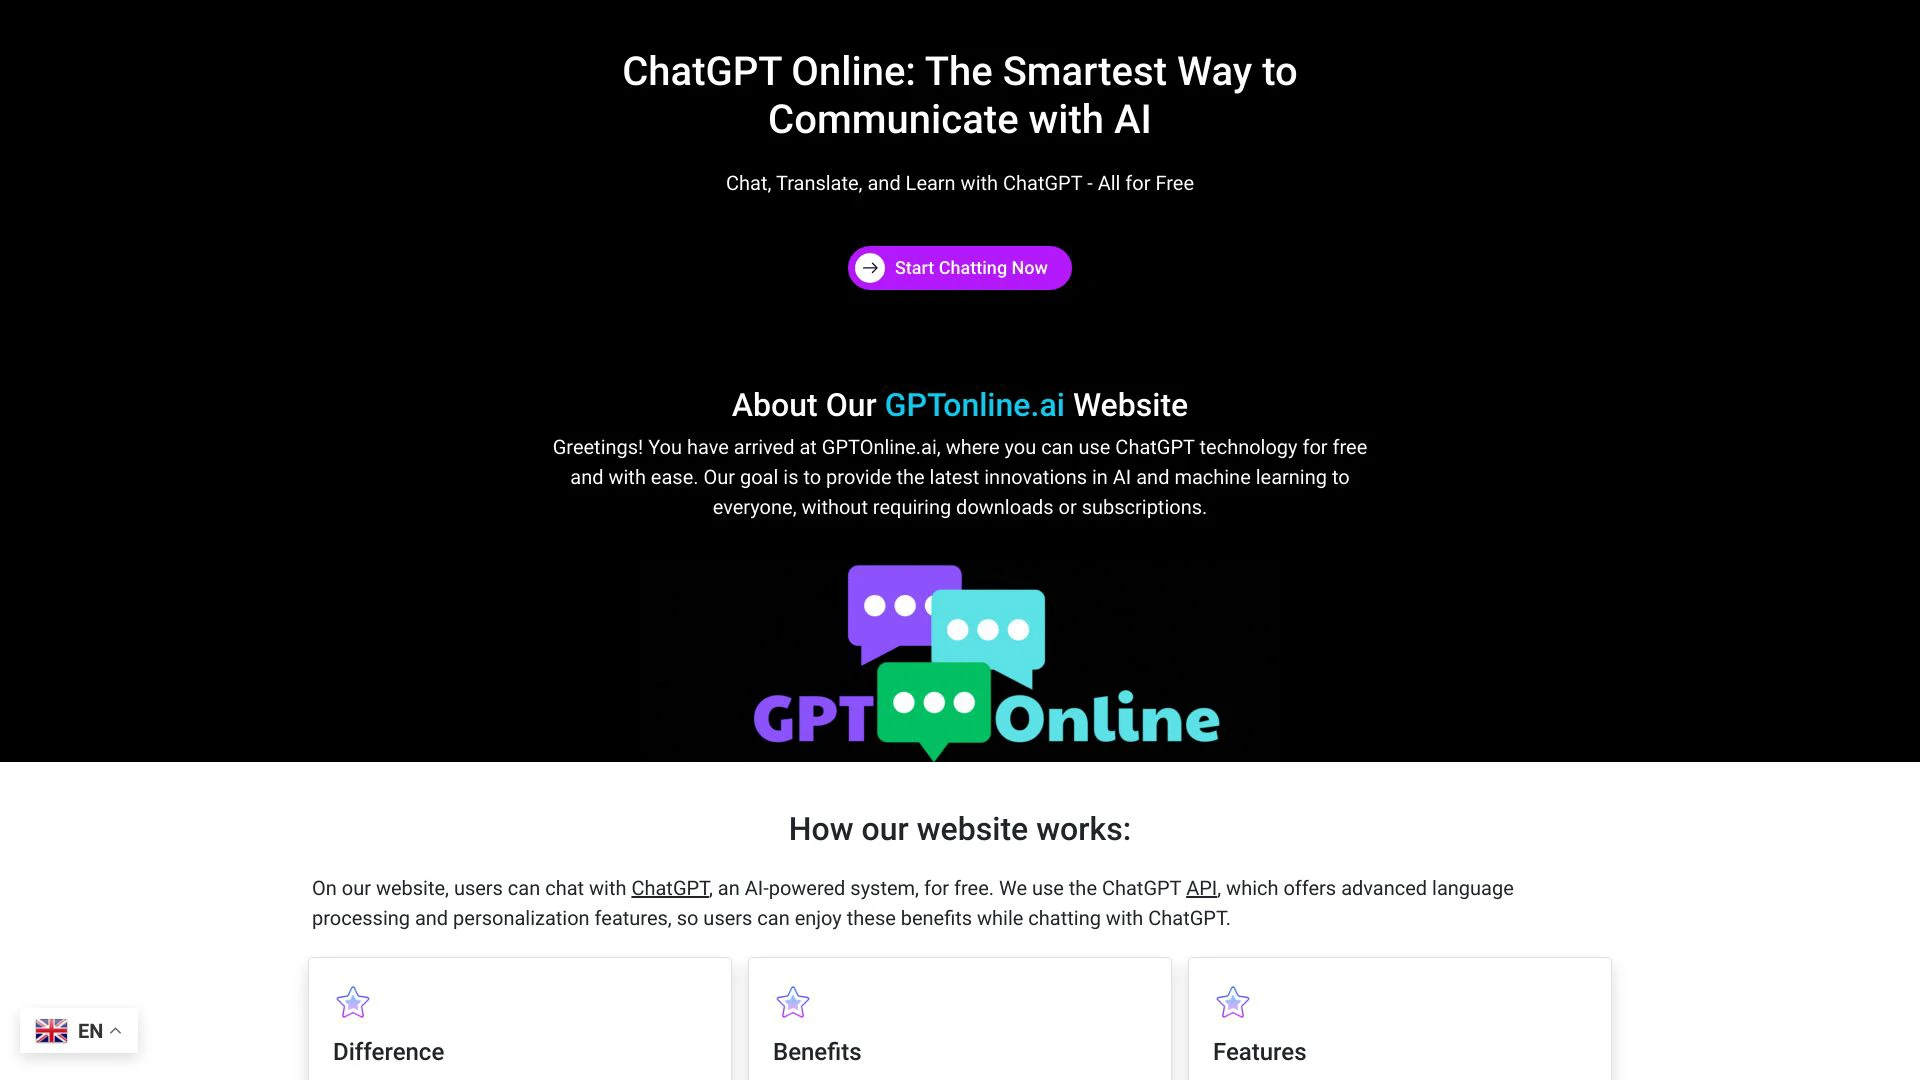 ChatGPT Online: The Smartest Way to
Communicate with AI
Chat, Translate, and Learn with ChatGPT - All for Free
Start Chatting Now
About Our GPTonline.ai Website
Greetings! You have arrived at GPTOnline.ai, where you can use ChatGPT technology for free
and with ease. Our goal is to provide the latest innovations in AI and machine learning to
everyone, without requiring downloads or subscriptions.
GPT Online
How our website works:
On our website, users can chat with ChatGPT, an AI-powered system, for free. We use the ChatGPT API, which offers advanced language
processing and personalization features, so users can enjoy these benefits while chatting with ChatGPT.
Difference
Benefits
Features
EN